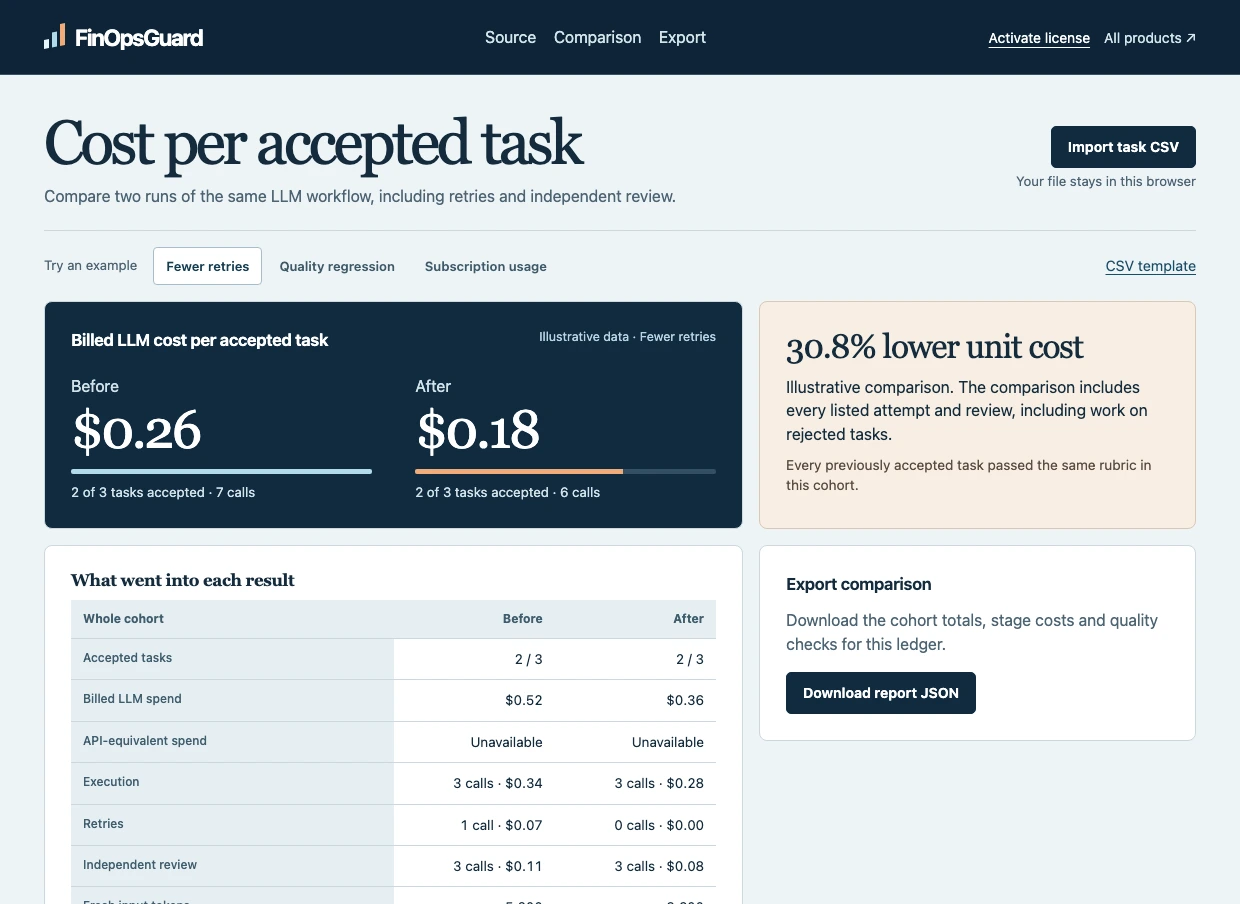 FinOpsGuard
Source Comparison Export
Activate license All products ↗
Cost per accepted task
Compare two runs of the same LLM workflow, including retries and independent review.
Import task CSV
Your file stays in this browser
Try an example Fewer retries Quality regression Subscription usage
CSV template
Billed LLM cost per accepted task
Illustrative data · Fewer retries
Before After
$0.26 $0.18
2 of 3 tasks accepted · 7 calls 2 of 3 tasks accepted · 6 calls
30.8% lower unit cost
Illustrative comparison. The comparison includes
every listed attempt and review, including work on
rejected tasks.
Every previously accepted task passed the same rubric in
this cohort.
What went into each result
Whole cohort Before After
Accepted tasks 2 / 3 2 / 3
Billed LLM spend $0.52 $0.36
API-equivalent spend Unavailable Unavailable
Execution 3 calls · $0.34 3 calls · $0.28
Retries 1 call · $0.07 0 calls · $0.00
Independent review 3 calls · $0.11 3 calls · $0.08
Export comparison
Download the cohort totals, stage costs and quality
checks for this ledger.
Download report JSON